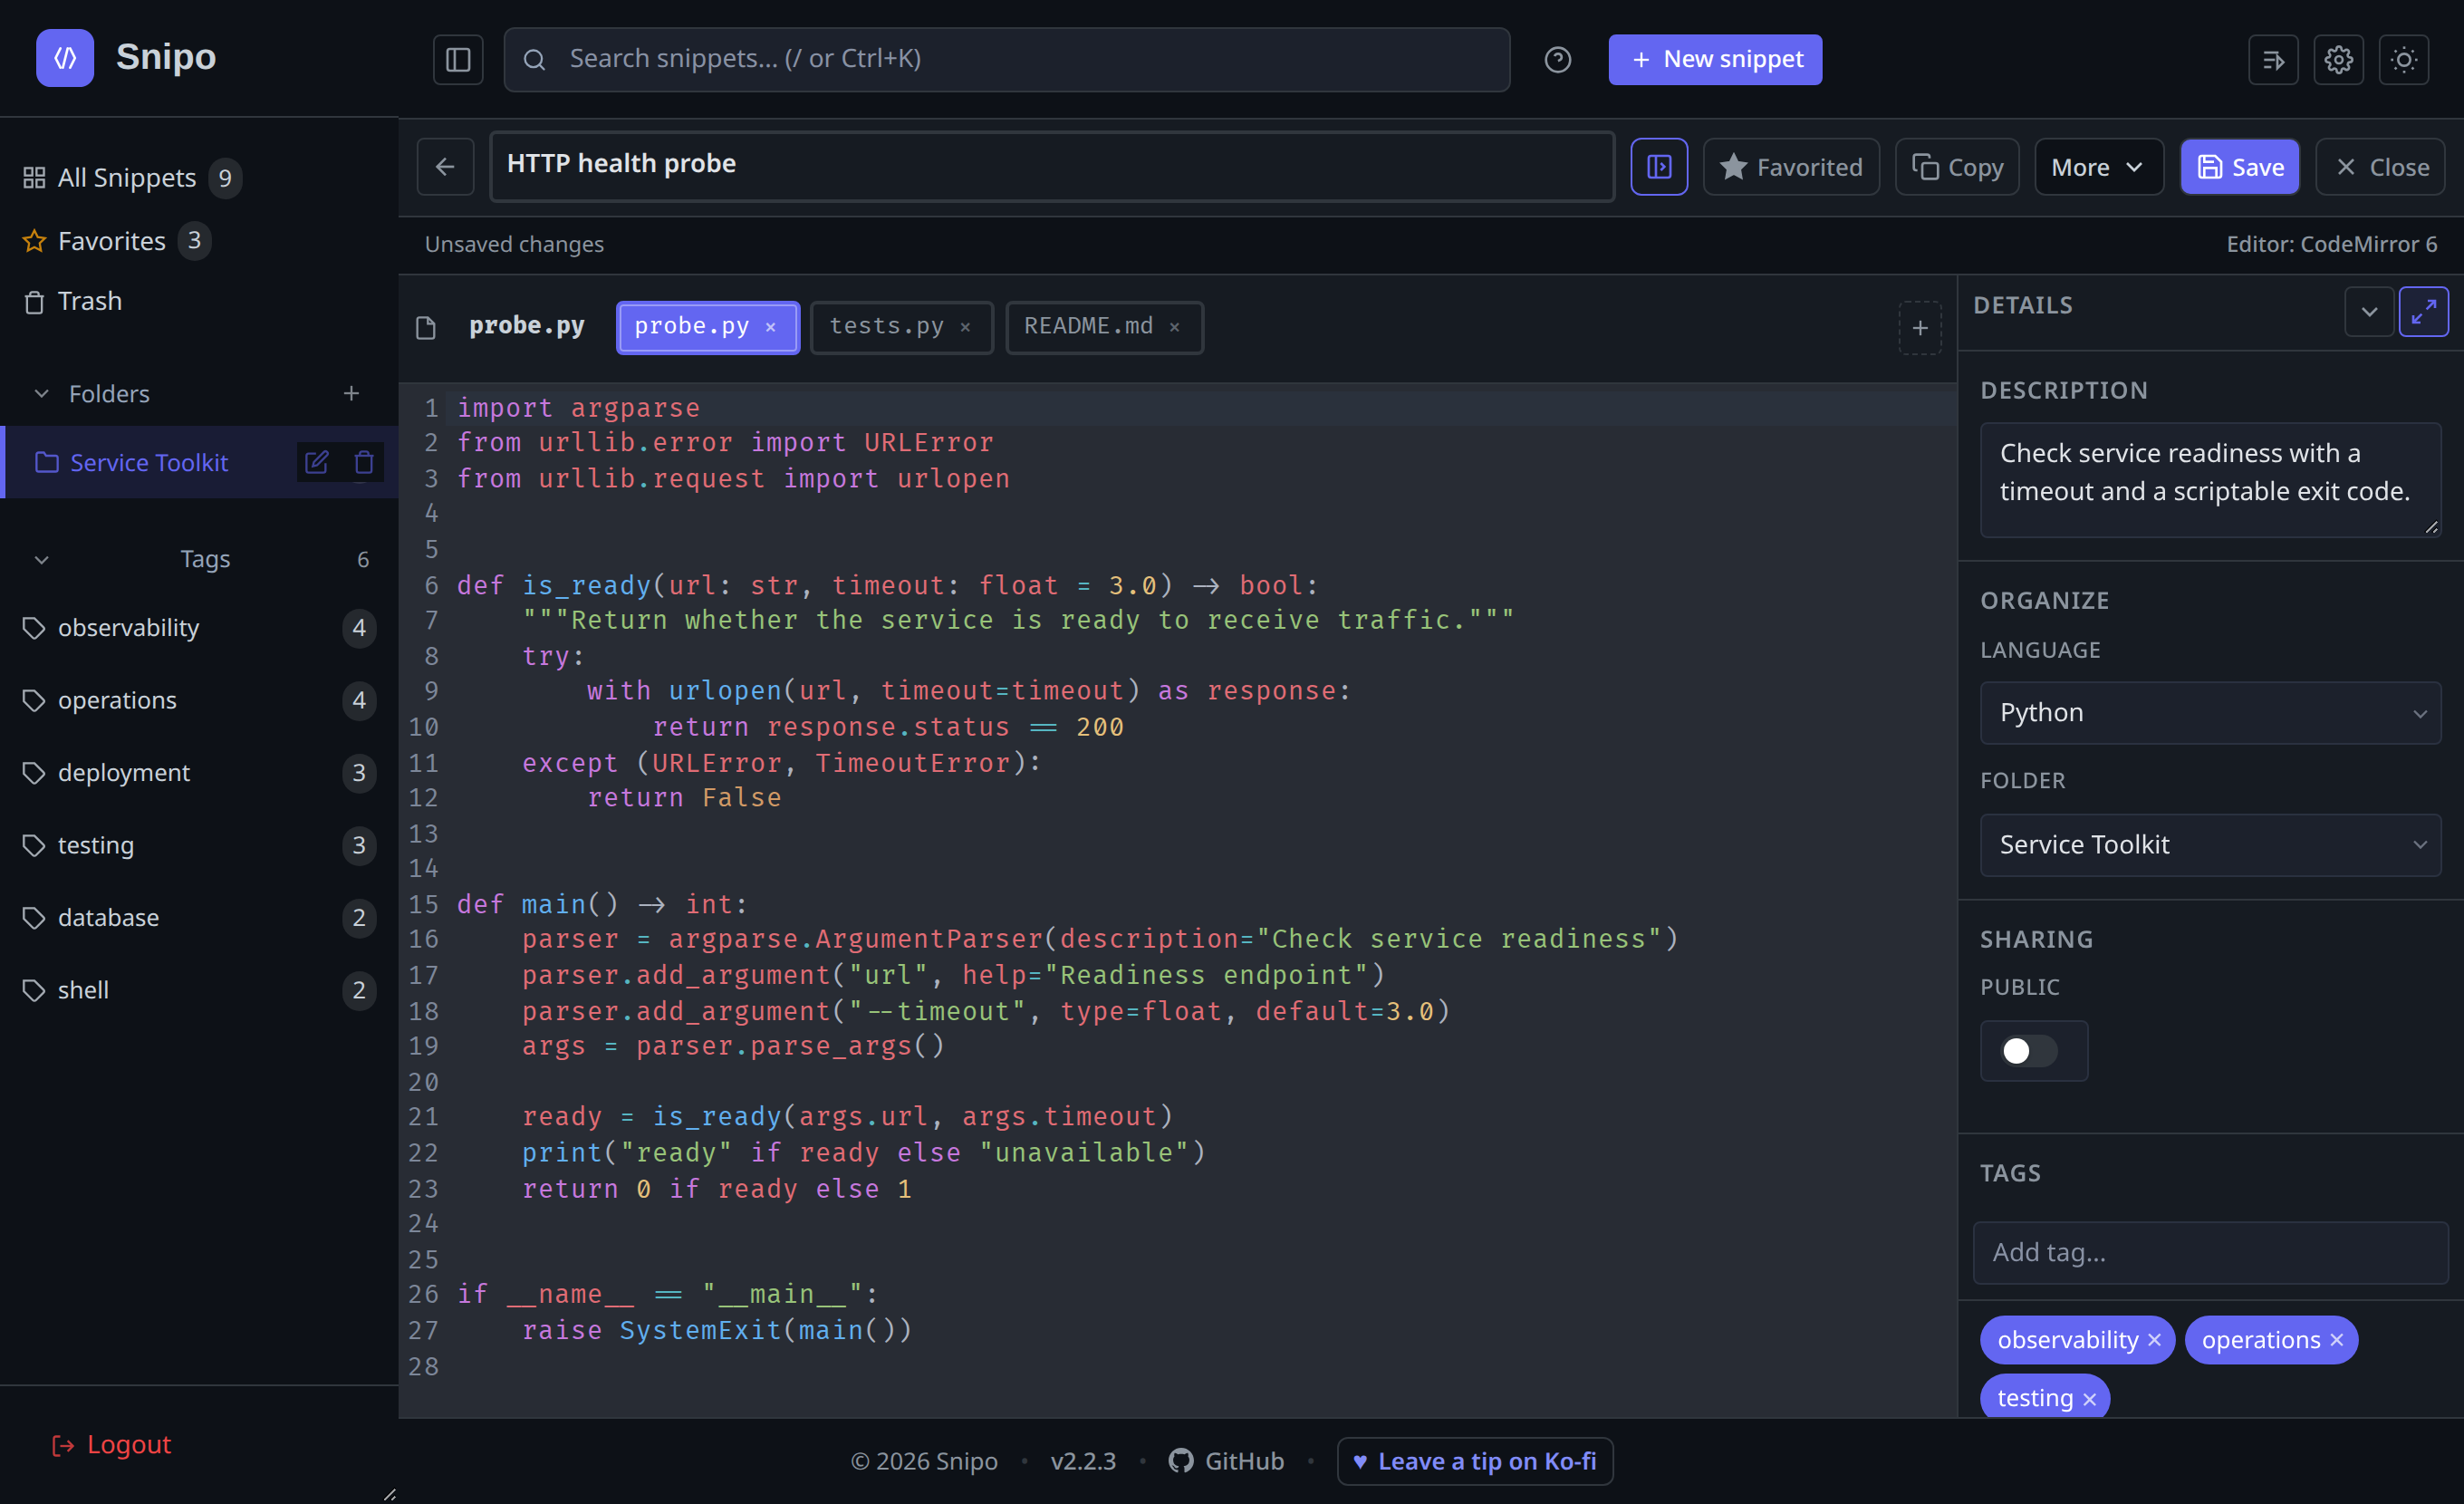 Snipo
Search snippets... (/ or Ctrl+K)
New snippet
All Snippets 9
Favorites 3
Trash
Folders
Service Toolkit
Tags 6
observability 4
operations 4
deployment 3
testing 3
database 2
shell 2
Logout
HTTP health probe
Favorited
Copy
More
Save
Close
Unsaved changes
Editor: CodeMirror 6
probe.py
probe.py ×
tests.py ×
README.md ×
1 import argparse
2 from urllib.error import URLError
3 from urllib.request import urlopen
4
5
6 def is_ready(url: str, timeout: float = 3.0) -> bool:
7     """Return whether the service is ready to receive traffic."""
8     try:
9         with urlopen(url, timeout=timeout) as response:
10             return response.status == 200
11     except (URLError, TimeoutError):
12         return False
13
14
15 def main() -> int:
16     parser = argparse.ArgumentParser(description="Check service readiness")
17     parser.add_argument("url", help="Readiness endpoint")
18     parser.add_argument("--timeout", type=float, default=3.0)
19     args = parser.parse_args()
20
21     ready = is_ready(args.url, args.timeout)
22     print("ready" if ready else "unavailable")
23     return 0 if ready else 1
24
25
26 if __name__ == "__main__":
27     raise SystemExit(main())
28
DETAILS
DESCRIPTION
Check service readiness with a
timeout and a scriptable exit code.
ORGANIZE
LANGUAGE
Python
FOLDER
Service Toolkit
SHARING
PUBLIC
TAGS
Add tag...
observability ×
operations ×
testing ×
© 2026 Snipo • v2.2.3 • GitHub • ♥ Leave a tip on Ko-fi